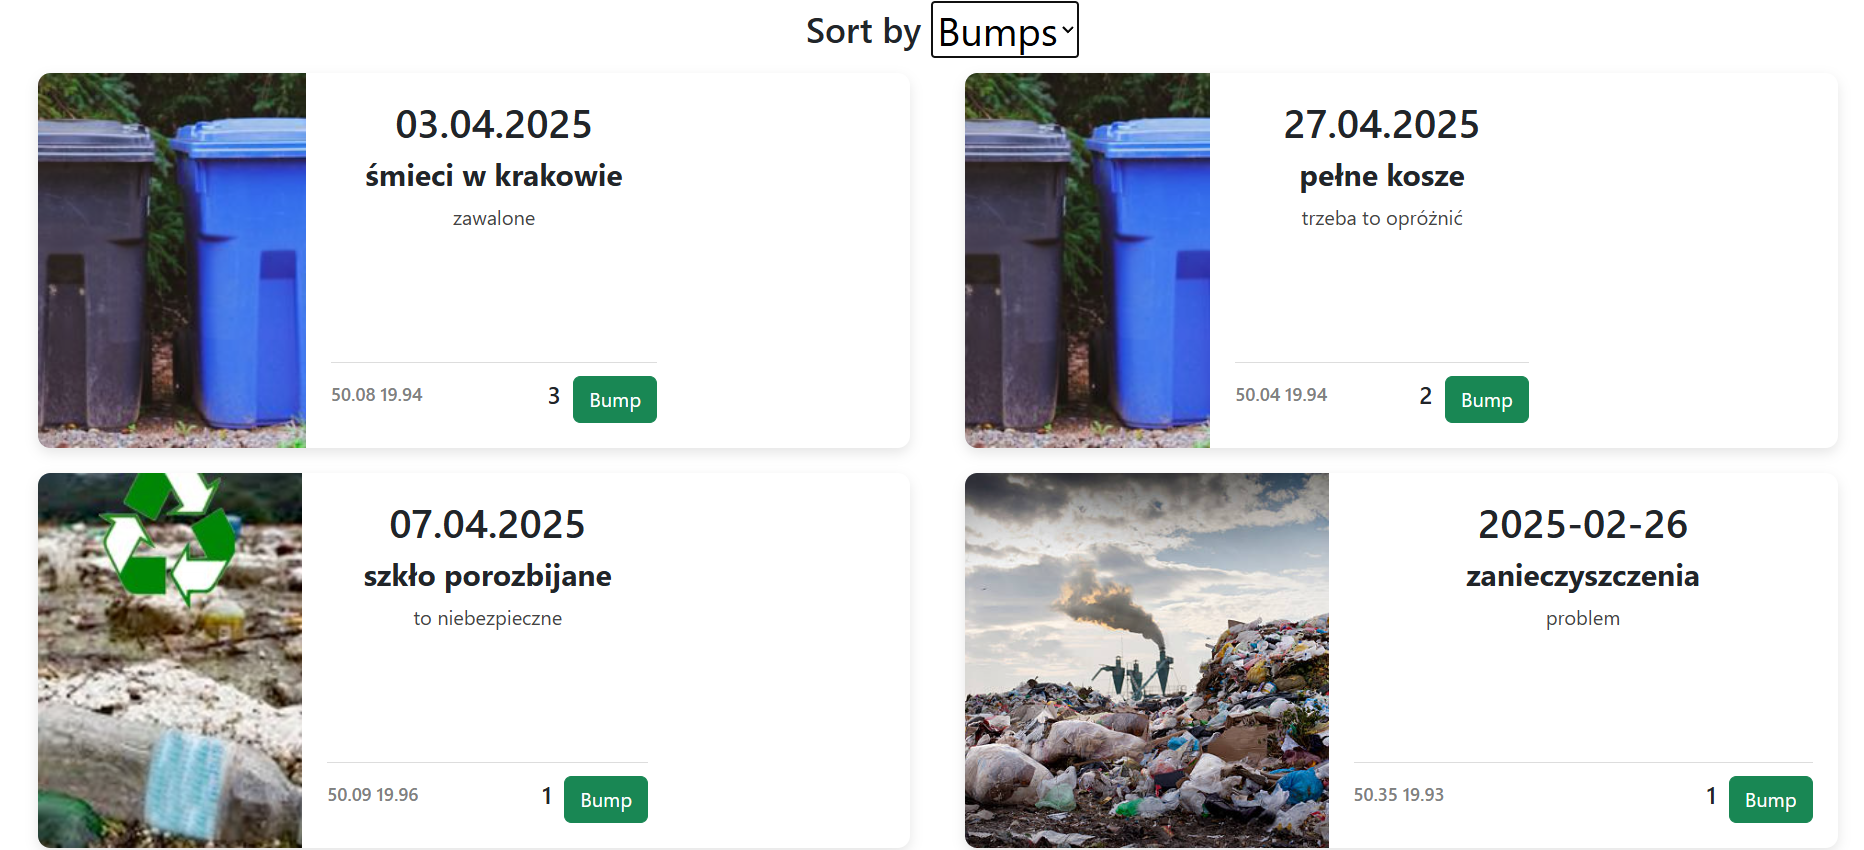 Sort by Bumps
03.04.2025
śmieci w krakowie
zawalone
50.08 19.94 3 Bump
27.04.2025
pełne kosze
trzeba to opróżnić
50.04 19.94 2 Bump
07.04.2025
szkło porozbijane
to niebezpieczne
50.09 19.96 1 Bump
2025-02-26
zanieczyszczenia
problem
50.35 19.93 1 Bump